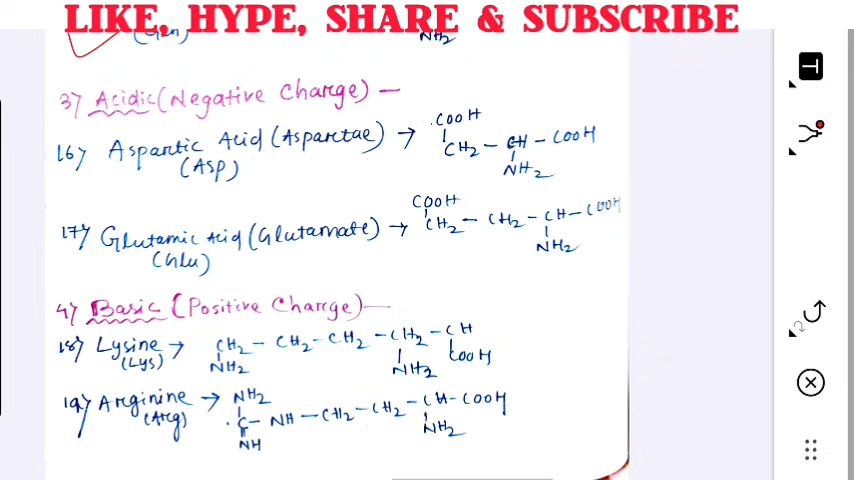 LIKE, HYPE, SHARE & SUBSCRIBE
NH2
3) Acidic (Negative Charge) —
16) Aspartic Acid (Asparctae) → COOH
CH2 — CH — COOH
(Asp) NH2
COOH
17) Glutamic Acid (Glutamate) → CH2 — CH2 — CH — COOH
(Glu) NH2
4) Basic (Positive Charge) —
18) Lysine → CH2 — CH2 — CH2 — CH2 — CH
(Lys) NH2 NH2 COOH
19) Arginine → NH2
(Arg) C — NH — CH2 — CH2 — CH — COOH
NH NH2